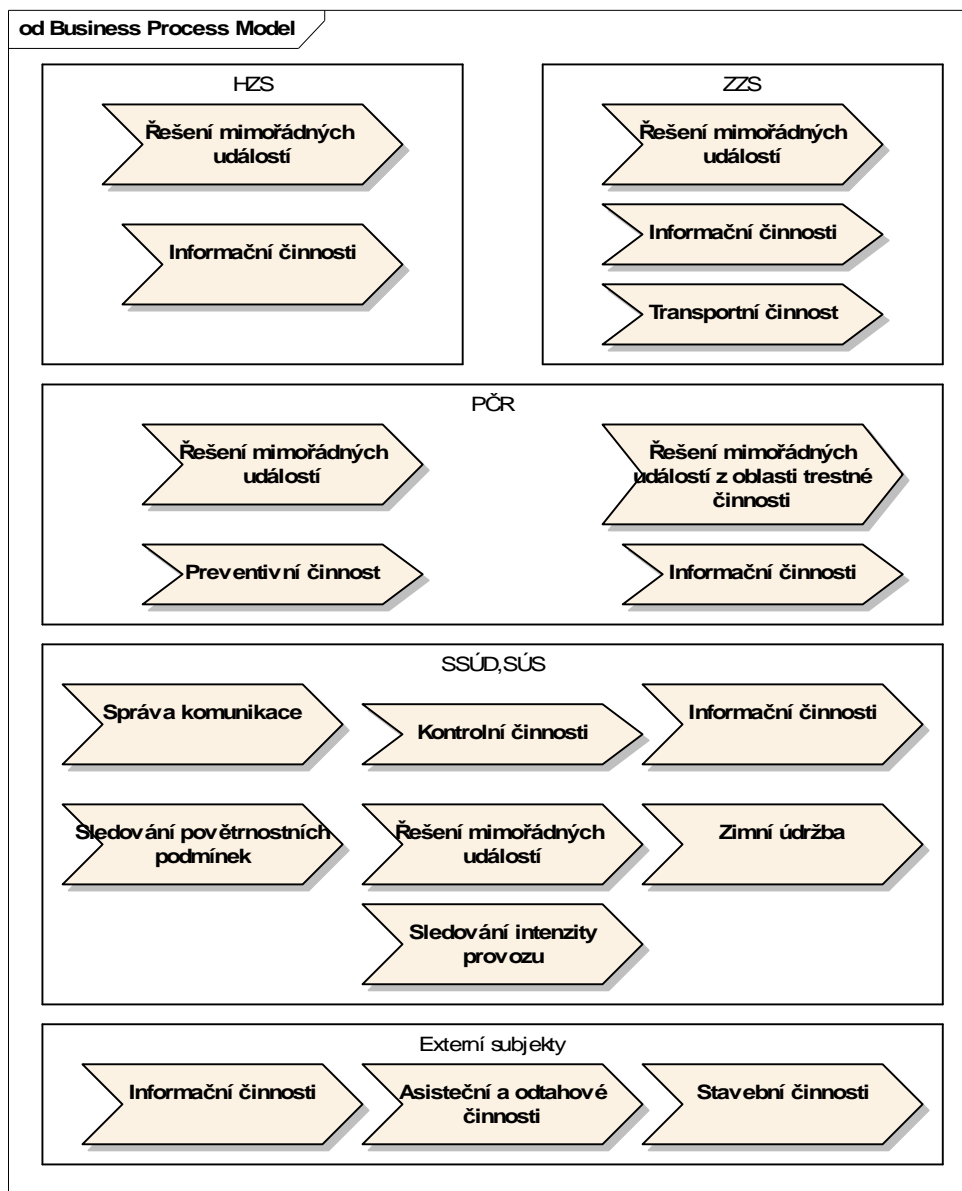 od Business Process Model
HZS
Řešení mimořádných
událostí
Informační činnosti
ZZS
Řešení mimořádných
událostí
Informační činnosti
Transportní činnost
PČR
Řešení mimořádných
událostí
Řešení mimořádných
událostí z oblasti trestné
činnosti
Preventivní činnost
Informační činnosti
SSÚD,SÚS
Správa komunikace
Kontrolní činnosti
Informační činnosti
Sledování povětrnostních
podmínek
Řešení mimořádných
událostí
Zimní údržba
Sledování intenzity
provozu
Externí subjekty
Informační činnosti
Asisteční a odtahové
činnosti
Stavební činnosti